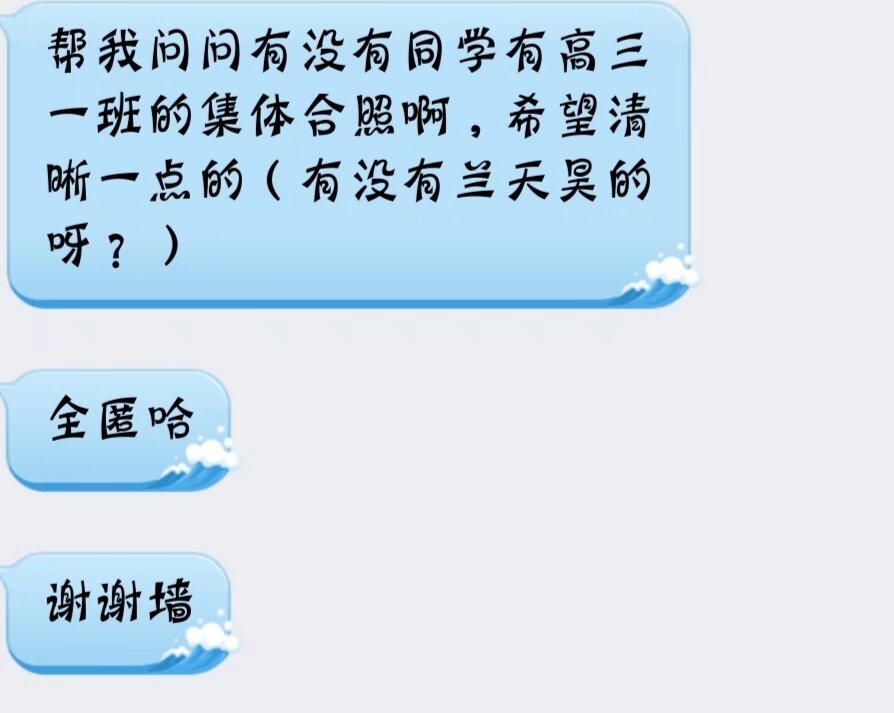 帮我问问有没有同学有高三
一班的集体合照啊，希望清
晰一点的（有没有兰天昊的
呀？）
全匿哈
谢谢墙